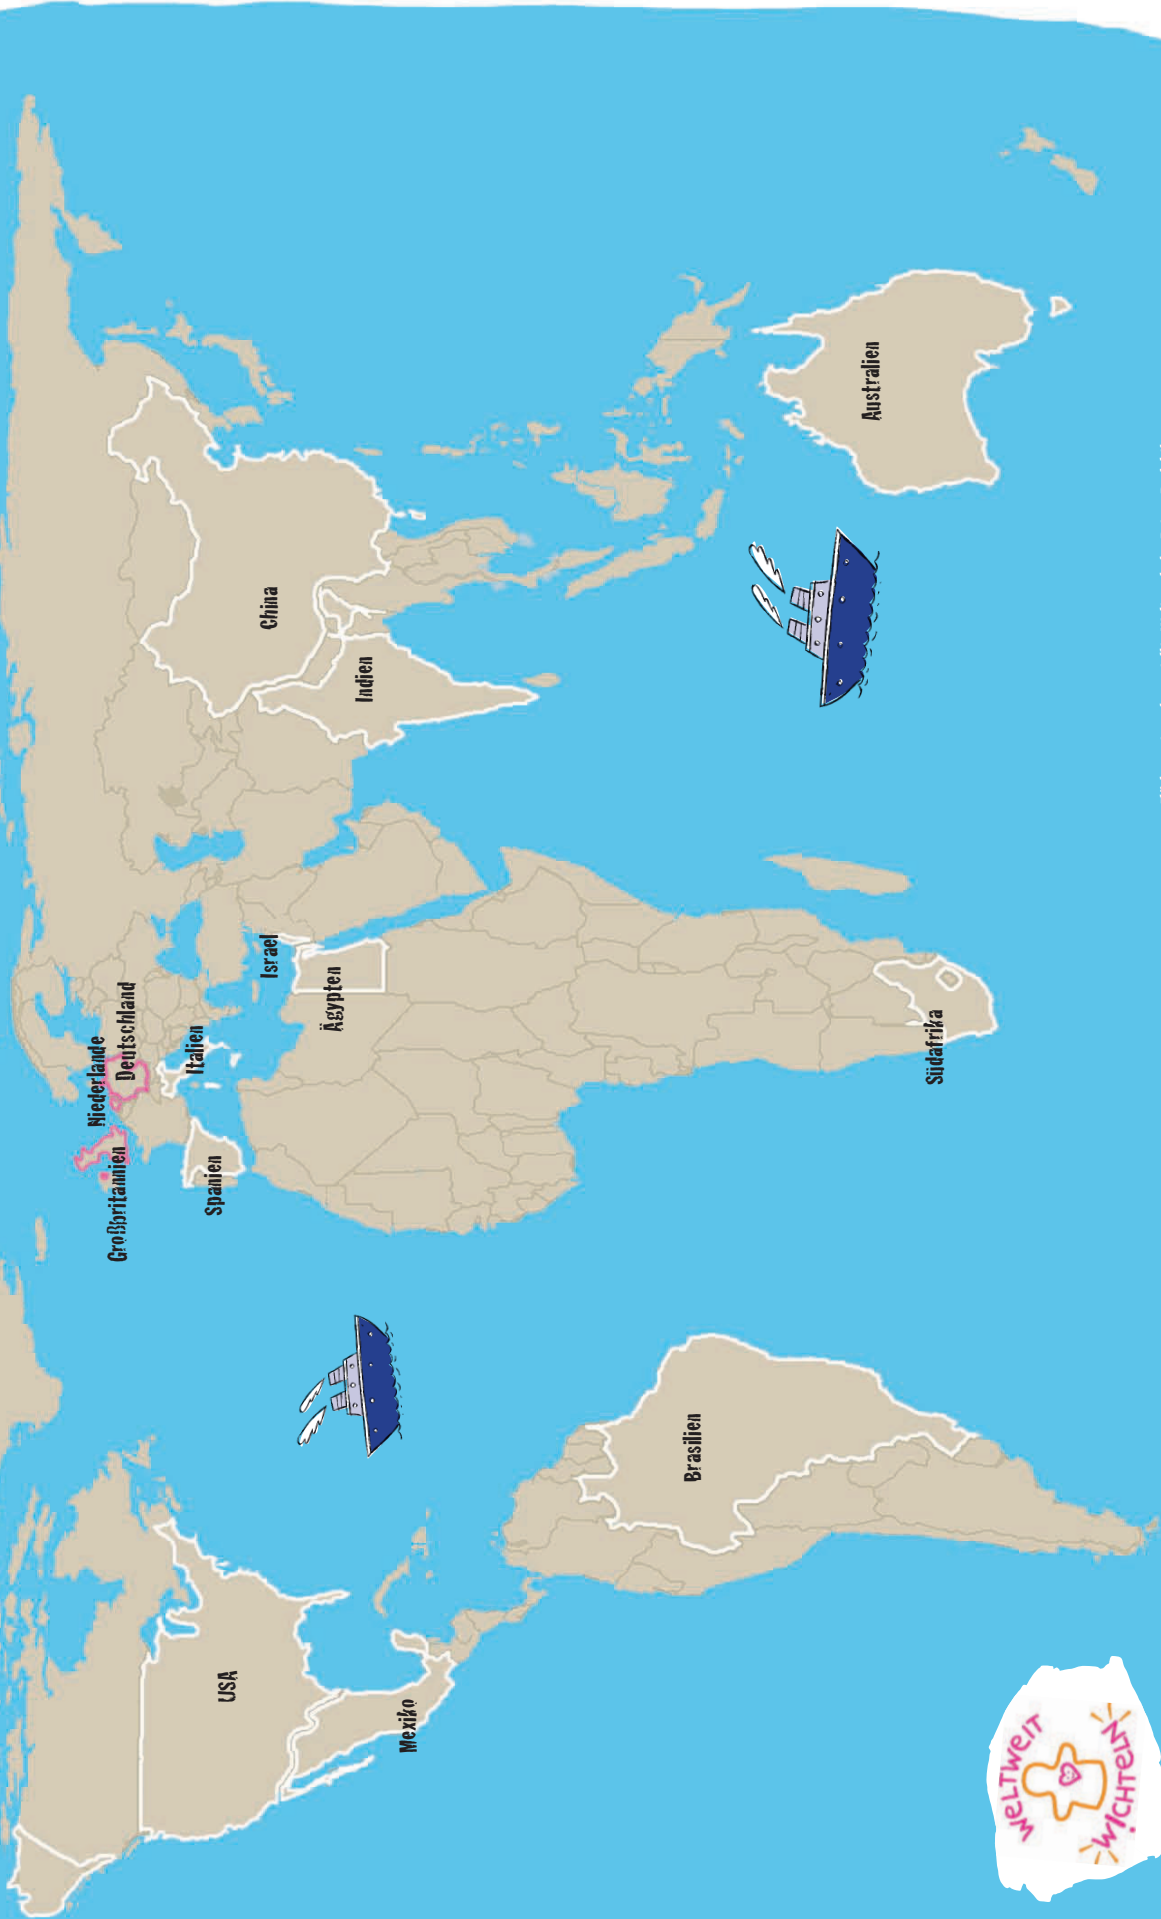 Niederlande
Großbritannien
Deutschland
Italien
Spanien
Israel
Ägypten
China
Indien
USA
Mexiko
Brasilien
Südafrika
Australien
WELTWEIT
WICHTELN